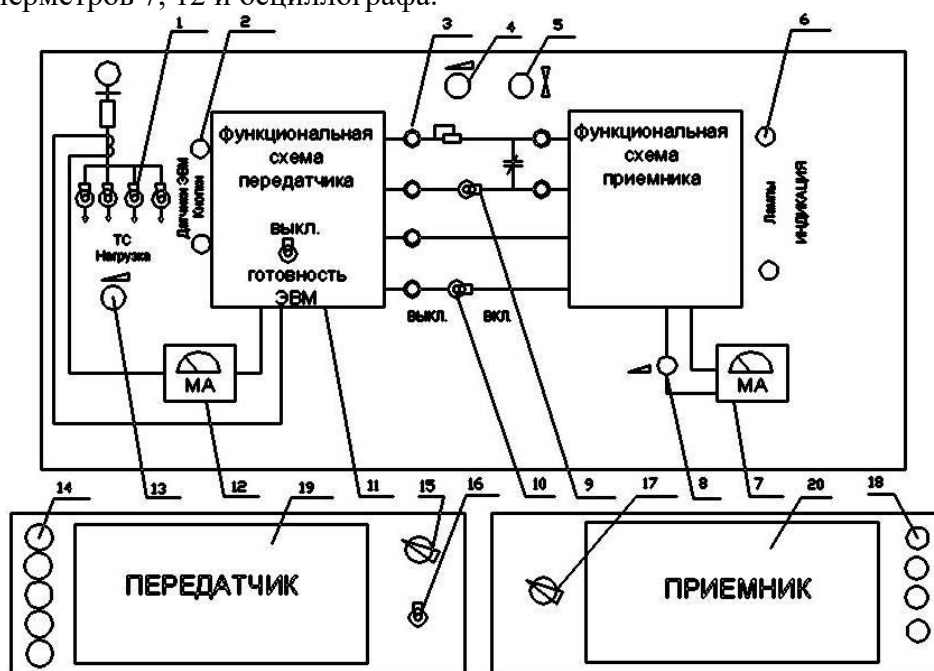 перметров 7, 12 и осциллографа.
1
2
3
4
5
6
функциональная
схема
передатчика
функциональная
схема
приемника
Датчики ЭВМ
Кнопки
Лампы
ИНДИКАЦИЯ
ВЫКЛ.
ТС
Нагрузка
ГОТОВНОСТЬ
ЭВМ
ВЫКЛ.
ВКЛ.
МА
МА
14
13
12
19
11
15
16
10
9
17
8
7
20
18
ПЕРЕДАТЧИК
ПРИЕМНИК